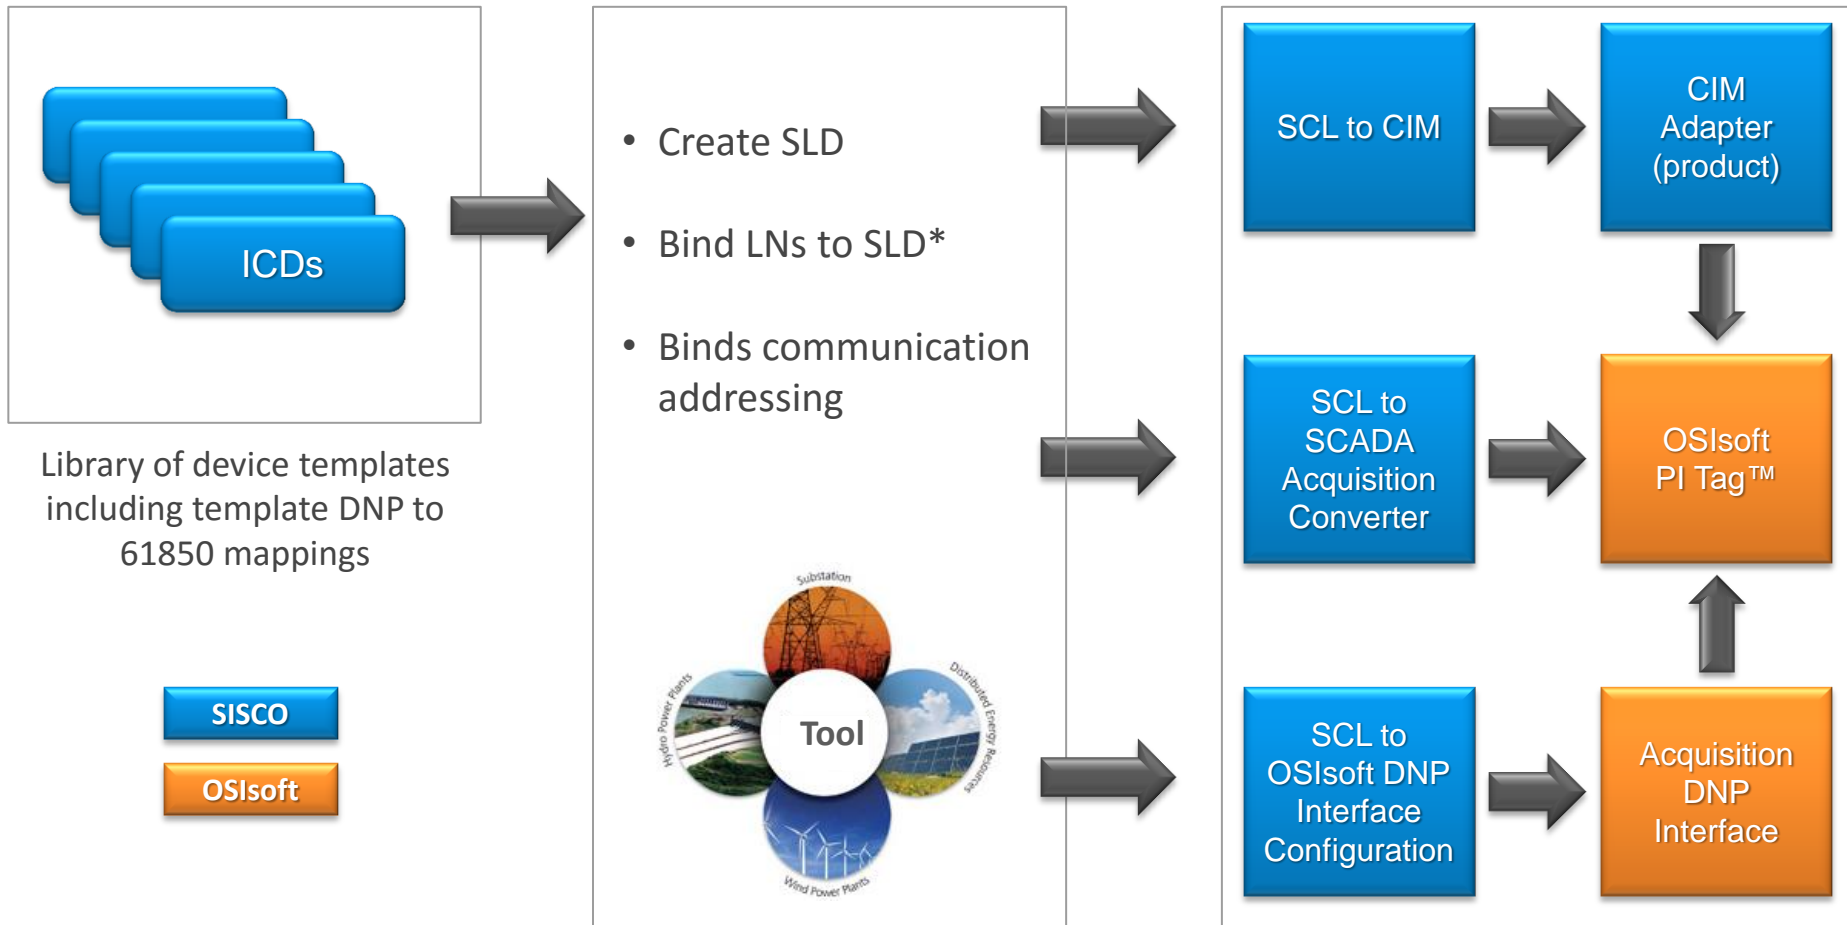 ICDs
Library of device templates
including template DNP to
61850 mappings
SISCO
OSIsoft
• Create SLD
• Bind LNs to SLD*
• Binds communication
addressing
Substation
Hydro Power Plants
Distributed Energy Resources
Tool
Wind Power Plants
SCL to CIM
CIM
Adapter
(product)
SCL to
SCADA
Acquisition
Converter
OSIsoft
PI Tag™
SCL to
OSIsoft DNP
Interface
Configuration
Acquisition
DNP
Interface